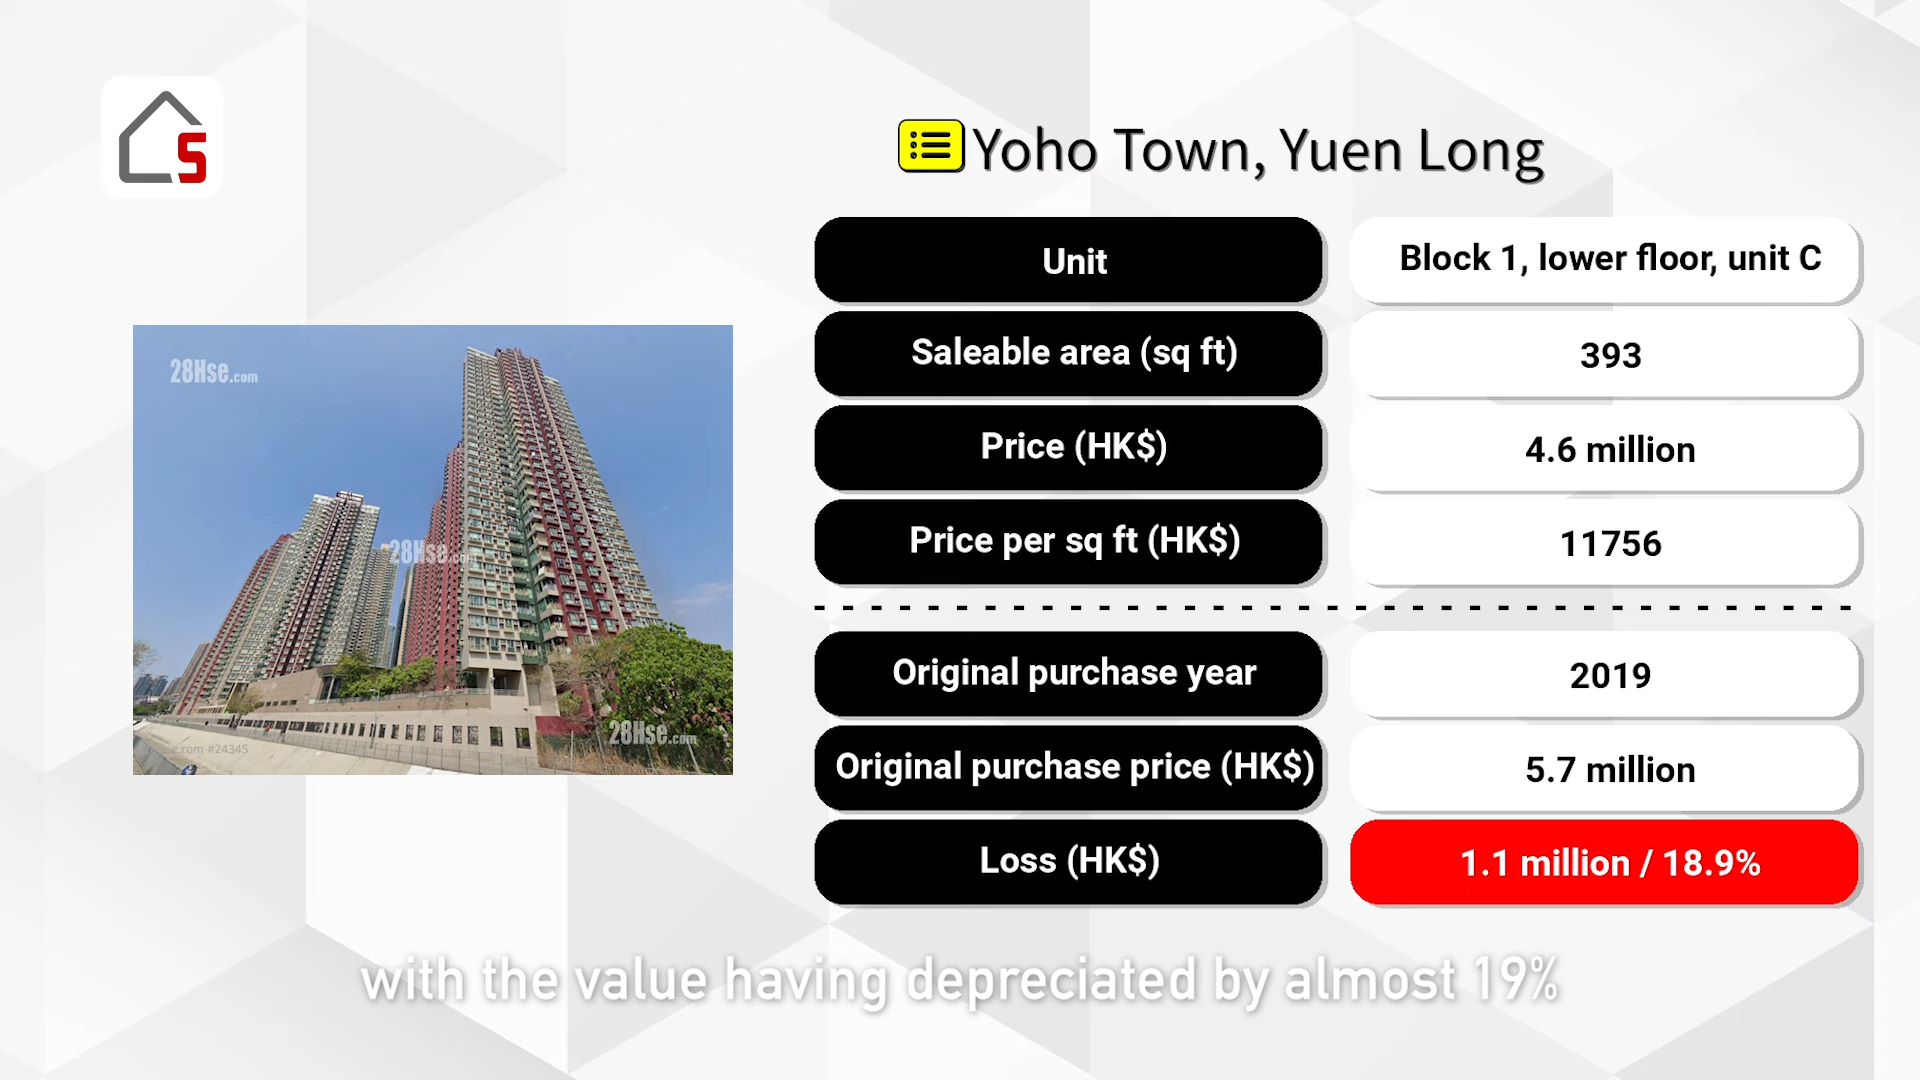 S
Yoho Town, Yuen Long
Unit
Block 1, lower floor, unit C
Saleable area (sq ft)
393
Price (HK$)
4.6 million
Price per sq ft (HK$)
11756
Original purchase year
2019
Original purchase price (HK$)
5.7 million
Loss (HK$)
1.1 million / 18.9%
28Hse.com
28Hse.com
28Hse.com
.com #24345
with the value having depreciated by almost 19%